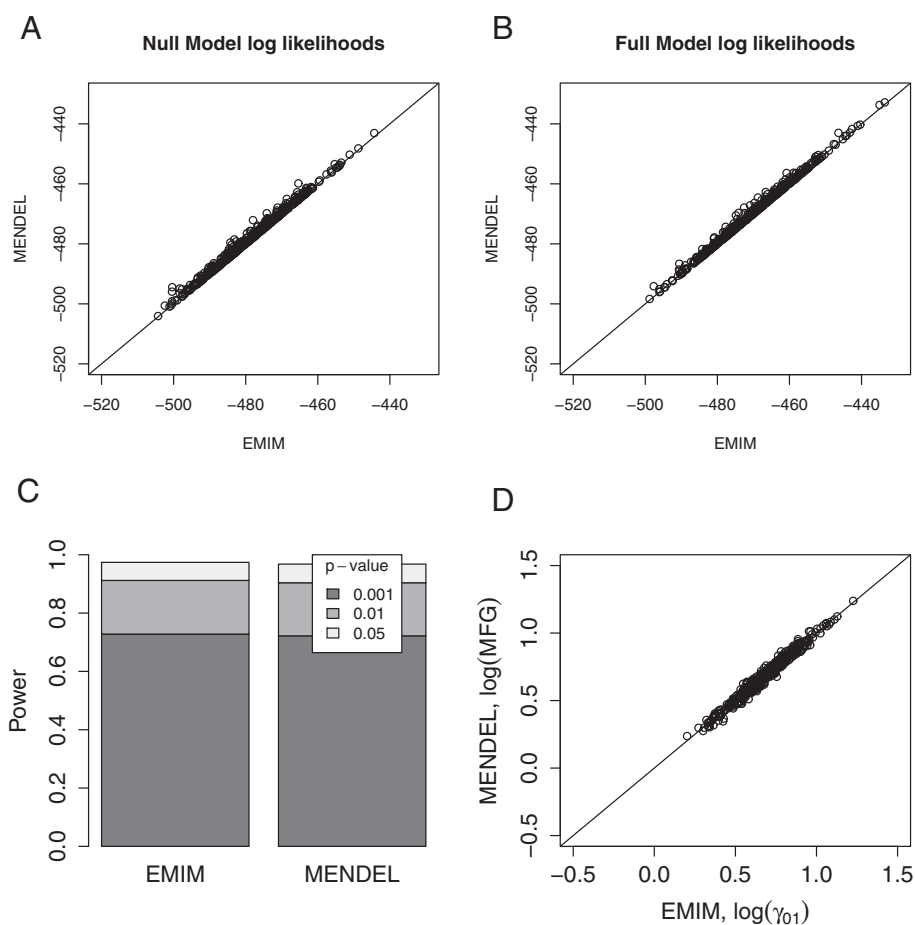 A
Null Model log likelihoods
MENDEL
−440
−460
−480
−500
−520
−520 −500 −480 −460 −440
EMIM
B
Full Model log likelihoods
MENDEL
−440
−460
−480
−500
−520
−520 −500 −480 −460 −440
EMIM
C
Power
1.0
0.8
0.6
0.4
0.2
0.0
p−value
0.001
0.01
0.05
EMIM MENDEL
D
MENDEL, log(MFG)
1.5
1.0
0.5
0.0
−0.5
−0.5 0.0 0.5 1.0 1.5
EMIM, log(γ₀₁)